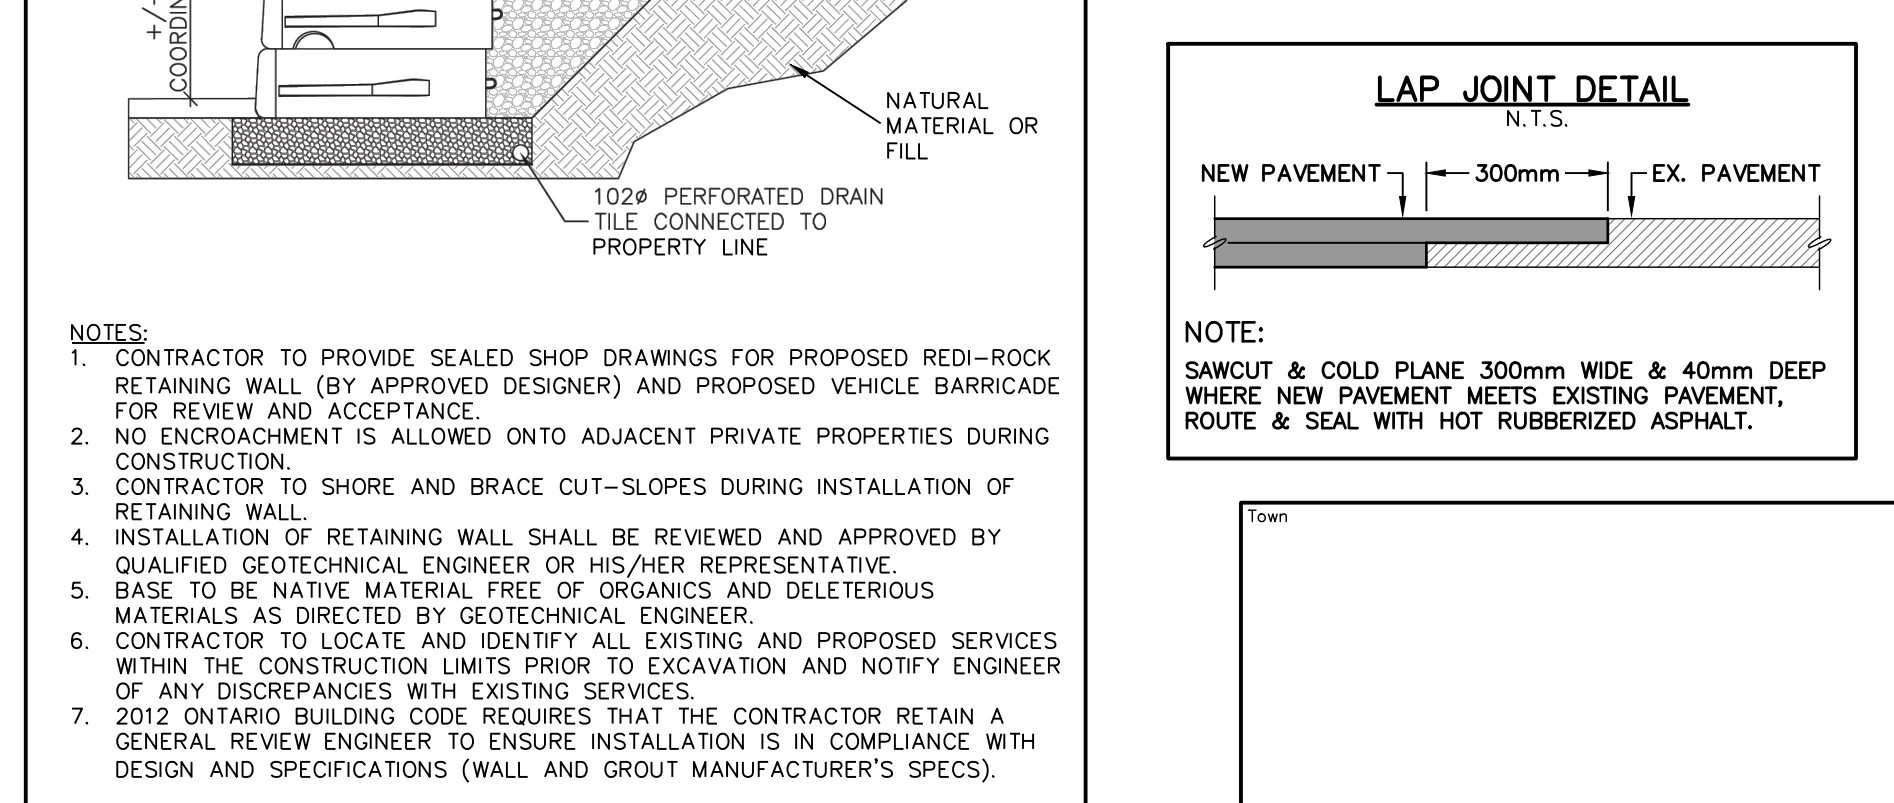 +/-
COORDIN
NATURAL
MATERIAL OR
FILL
102ø PERFORATED DRAIN
TILE CONNECTED TO
PROPERTY LINE
NOTES:
1. CONTRACTOR TO PROVIDE SEALED SHOP DRAWINGS FOR PROPOSED REDI-ROCK
RETAINING WALL (BY APPROVED DESIGNER) AND PROPOSED VEHICLE BARRICADE
FOR REVIEW AND ACCEPTANCE.
2. NO ENCROACHMENT IS ALLOWED ONTO ADJACENT PRIVATE PROPERTIES DURING
CONSTRUCTION.
3. CONTRACTOR TO SHORE AND BRACE CUT-SLOPES DURING INSTALLATION OF
RETAINING WALL.
4. INSTALLATION OF RETAINING WALL SHALL BE REVIEWED AND APPROVED BY
QUALIFIED GEOTECHNICAL ENGINEER OR HIS/HER REPRESENTATIVE.
5. BASE TO BE NATIVE MATERIAL FREE OF ORGANICS AND DELETERIOUS
MATERIALS AS DIRECTED BY GEOTECHNICAL ENGINEER.
6. CONTRACTOR TO LOCATE AND IDENTIFY ALL EXISTING AND PROPOSED SERVICES
WITHIN THE CONSTRUCTION LIMITS PRIOR TO EXCAVATION AND NOTIFY ENGINEER
OF ANY DISCREPANCIES WITH EXISTING SERVICES.
7. 2012 ONTARIO BUILDING CODE REQUIRES THAT THE CONTRACTOR RETAIN A
GENERAL REVIEW ENGINEER TO ENSURE INSTALLATION IS IN COMPLIANCE WITH
DESIGN AND SPECIFICATIONS (WALL AND GROUT MANUFACTURER'S SPECS).
LAP JOINT DETAIL
N.T.S.
NEW PAVEMENT 300mm EX. PAVEMENT
NOTE:
SAWCUT & COLD PLANE 300mm WIDE & 40mm DEEP
WHERE NEW PAVEMENT MEETS EXISTING PAVEMENT,
ROUTE & SEAL WITH HOT RUBBERIZED ASPHALT.
Town